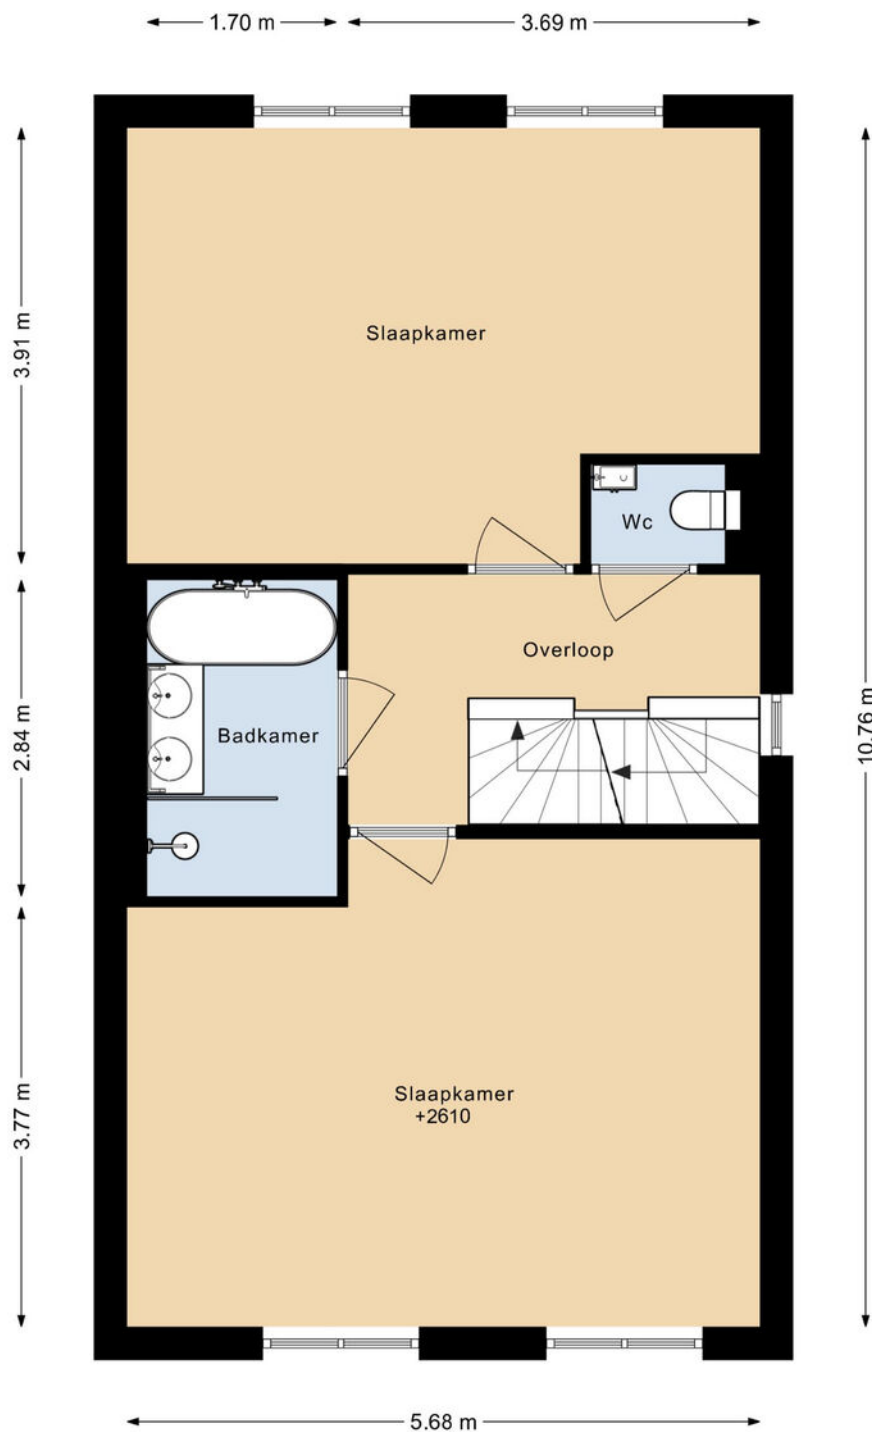 1.70 m
3.69 m
3.91 m
Slaapkamer
Wc
Overloop
2.84 m
Badkamer
10.76 m
3.77 m
Slaapkamer
+2610
5.68 m